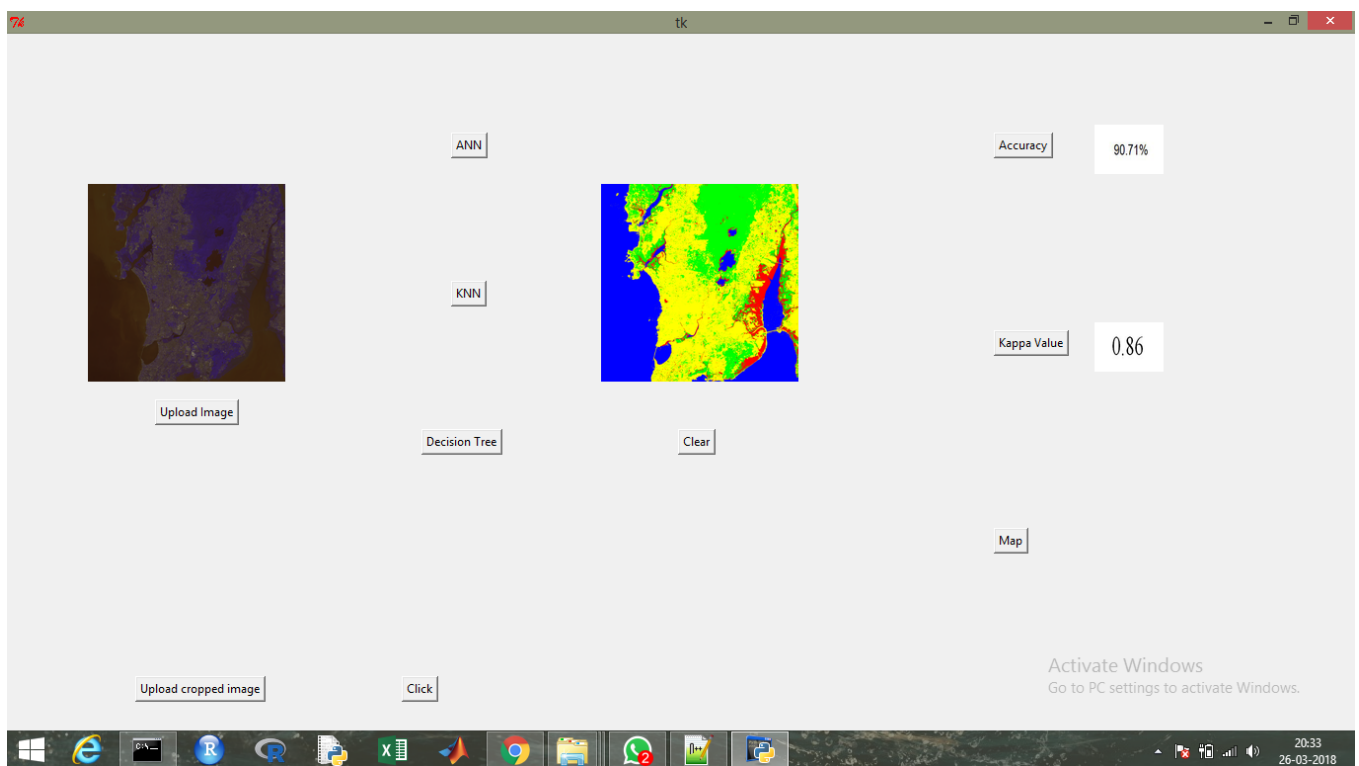 tk
ANN
Accuracy
90.71%
KNN
Kappa Value
0.86
Upload Image
Decision Tree
Clear
Map
Activate Windows
Go to PC settings to activate Windows.
Upload cropped image
Click
20:33
26-03-2018